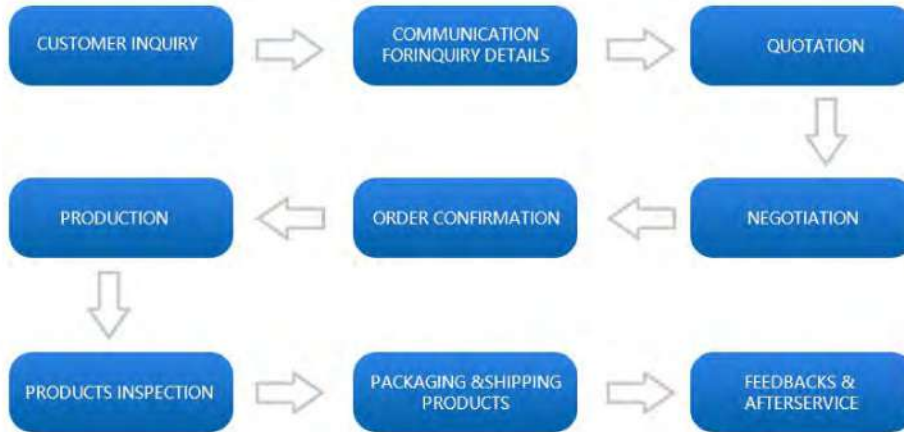 CUSTOMER INQUIRY
COMMUNICATION
FORINQUIRY DETAILS
QUOTATION
PRODUCTION
ORDER CONFIRMATION
NEGOTIATION
PRODUCTS INSPECTION
PACKAGING &SHIPPING
PRODUCTS
FEEDBACKS &
AFTERSERVICE